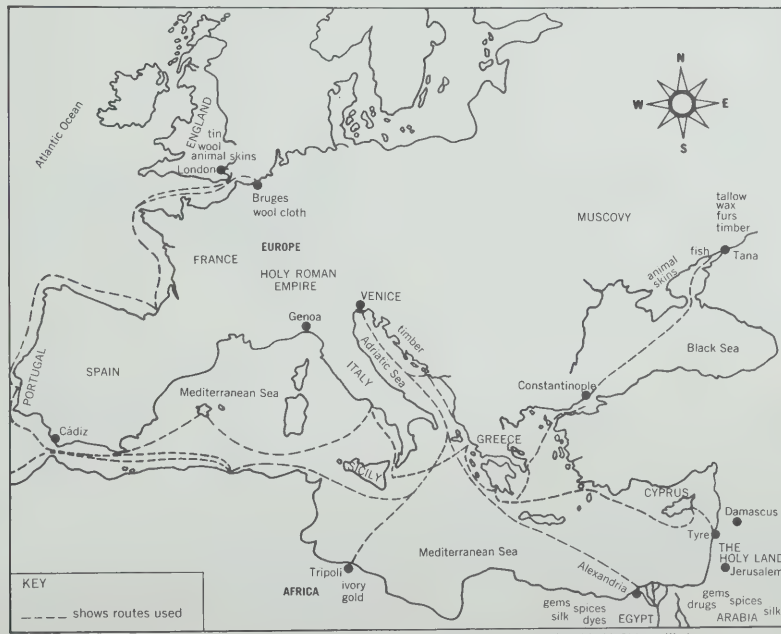 N
W
E
S
Atlantic Ocean
ENGLAND
tin
wool
animal skins
London
Bruges
wool cloth
MUSCOVY
tallow
wax
furs
timber
fish
Tana
animal
skins
EUROPE
FRANCE
HOLY ROMAN
EMPIRE
VENICE
Genoa
timber
Adriatic Sea
ITALY
Black Sea
PORTUGAL
SPAIN
Mediterranean Sea
Constantinople
Cádiz
GREECE
SICILY
CYPRUS
Damascus
Tyre
THE
HOLY LAND
Jerusalem
Mediterranean Sea
Alexandria
Tripoli
ivory
gold
AFRICA
gems spices
silk dyes
EGYPT
gems spices
drugs silk
ARABIA
KEY
shows routes used